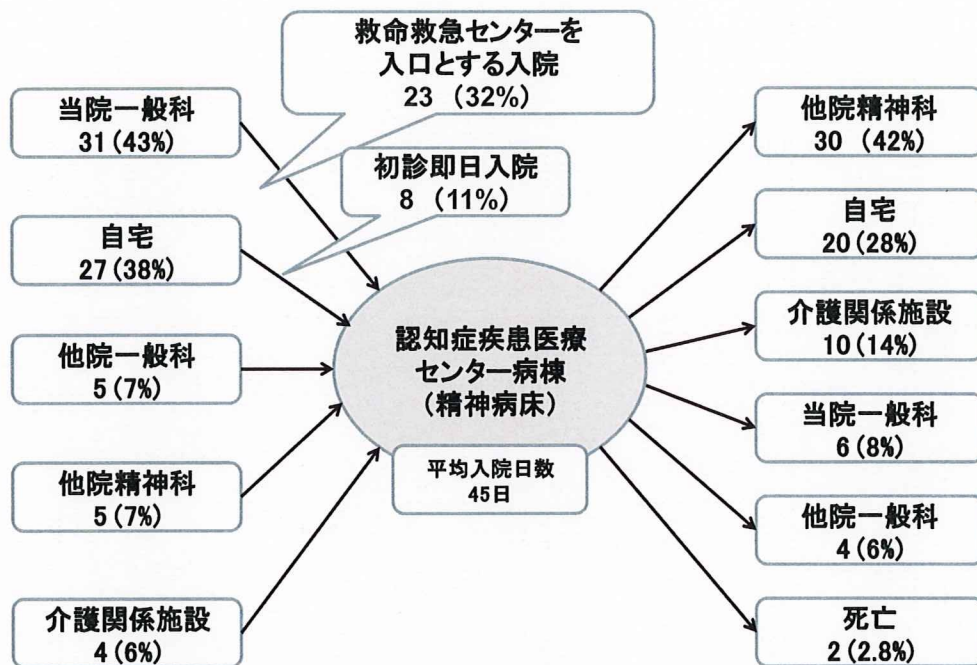 救命救急センターを
入口とする入院
23 (32%)
初診即日入院
8 (11%)
当院一般科
31(43%)
自宅
27(38%)
他院一般科
5(7%)
他院精神科
5(7%)
介護関係施設
4(6%)
認知症疾患医療
センター病棟
（精神病床）
平均入院日数
45日
他院精神科
30 (42%)
自宅
20(28%)
介護関係施設
10(14%)
当院一般科
6(8%)
他院一般科
4(6%)
死亡
2(2.8%)